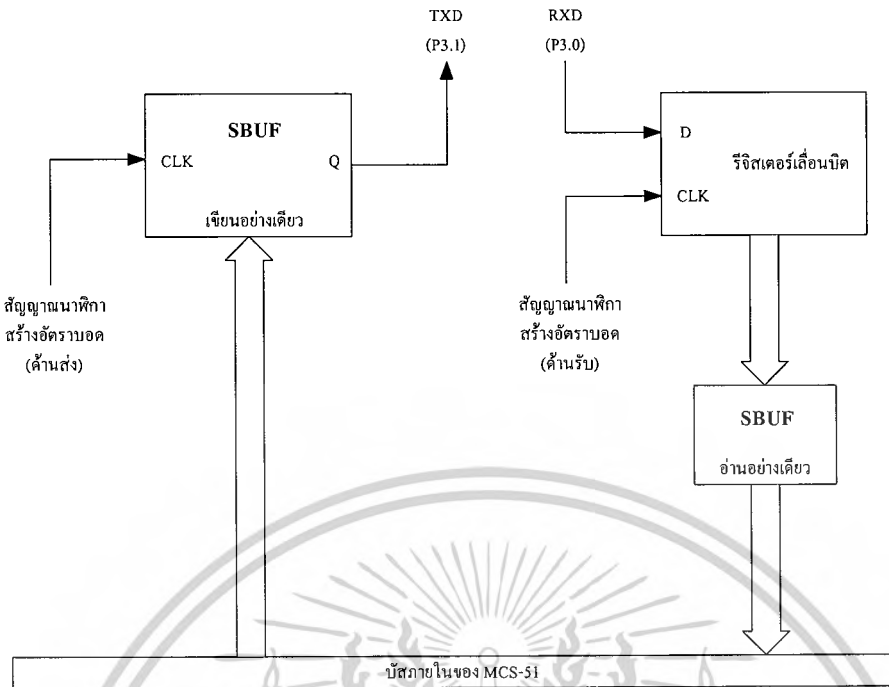 TXD
(P3.1)
RXD
(P3.0)
SBUF
CLK
Q
เขียนอย่างเดียว
D
รีจิสเตอร์เลื่อนบิต
CLK
สัญญาณนาฬิกา
สร้างอัตราบอด
(ด้านส่ง)
สัญญาณนาฬิกา
สร้างอัตราบอด
(ด้านรับ)
SBUF
อ่านอย่างเดียว
บัสภายในของ MCS-51